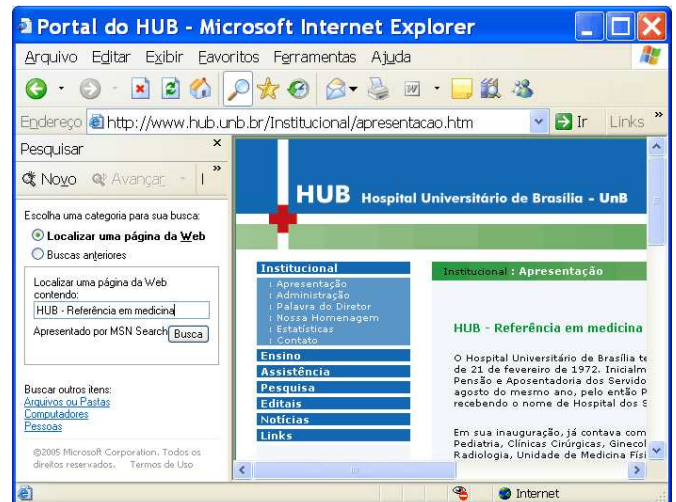 Portal do HUB - Microsoft Internet Explorer
Arquivo Editar Exibir Favoritos Ferramentas Ajuda
Endereço http://www.hub.unb.br/Institucional/apresentacao.htm Ir Links »
Pesquisar
Novo Avançar »
Escolha uma categoria para sua busca:
Localizar uma página da Web
Buscas anteriores
Localizar uma página da Web
contendo:
HUB - Referência em medicina
Apresentado por MSN Search Busca
Buscar outros itens:
Arquivos ou Pastas
Computadores
Pessoas
©2005 Microsoft Corporation. Todos os
direitos reservados. Termos de Uso
HUB Hospital Universitário de Brasília - UnB
Institucional
Apresentação
Administração
Palavra do Diretor
Nossa Homenagem
Estatísticas
Contato
Ensino
Assistência
Pesquisa
Editais
Notícias
Links
Institucional : Apresentação
HUB - Referência em medicina
O Hospital Universitário de Brasília te
de 21 de fevereiro de 1972. Inicialm
Pensão e Aposentadoria dos Servido
agosto do mesmo ano, pelo então P
recebendo o nome de Hospital dos S
Em sua inauguração, já contava com
Pediatria, Clínicas Cirúrgicas, Ginecol
Radiologia, Unidade de Medicina Físi
Internet